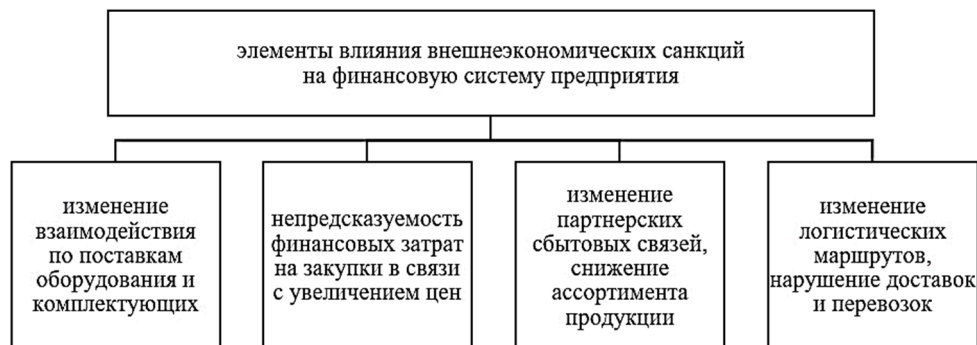 элементы влияния внешнеэкономических санкций
на финансовую систему предприятия
изменение
взаимодействия
по поставкам
оборудования и
комплектующих
непредсказуемость
финансовых затрат
на закупки в связи
с увеличением цен
изменение
партнерских
сбытовых связей,
снижение
ассортимента
продукции
изменение
логистических
маршрутов,
нарушение доставок
и перевозок